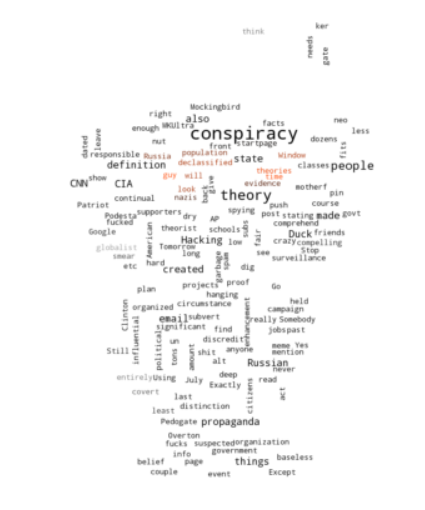 think
ker
needs
gate
Mockingbird
right
also
MKUltra
enough
facts
neo
conspiracy
less
dated
leave
nut
front
startpage
dozens
fits
responsible
Russia
population
state
Window
definition
declassified
classes
people
guy
will
theories
time
CNN
show
CIA
look
back
give
evidence
motherf
nazis
theory
pin
continual
Patriot
spying
push
course
supporters
Podesta
dry
AP
post
stating
made
govt
fucked
comprehend
Google
American
theorist
schools
subs
fair
Duck
friends
globalist
Hacking
low
crazy
compelling
Tomorrow
smear
long
garbage
spam
see
Stop
surveillance
etc
hard
created
dig
projects
proof
Go
plan
hanging
Clinton
influential
organized
circumstance
enhancement
held
campaign
email
subvert
really
Somebody
significant
find
jobs
past
political
un
discredit
meme
Yes
Still
tons
amount
shit
anyone
mention
alt
Russian
never
entirely
Using
July
deep
Exactly
citizens
read
act
covert
last
least
distinction
Pedogate
propaganda
Overton
fucks
suspected
organization
info
government
belief
page
things
baseless
couple
event
Except